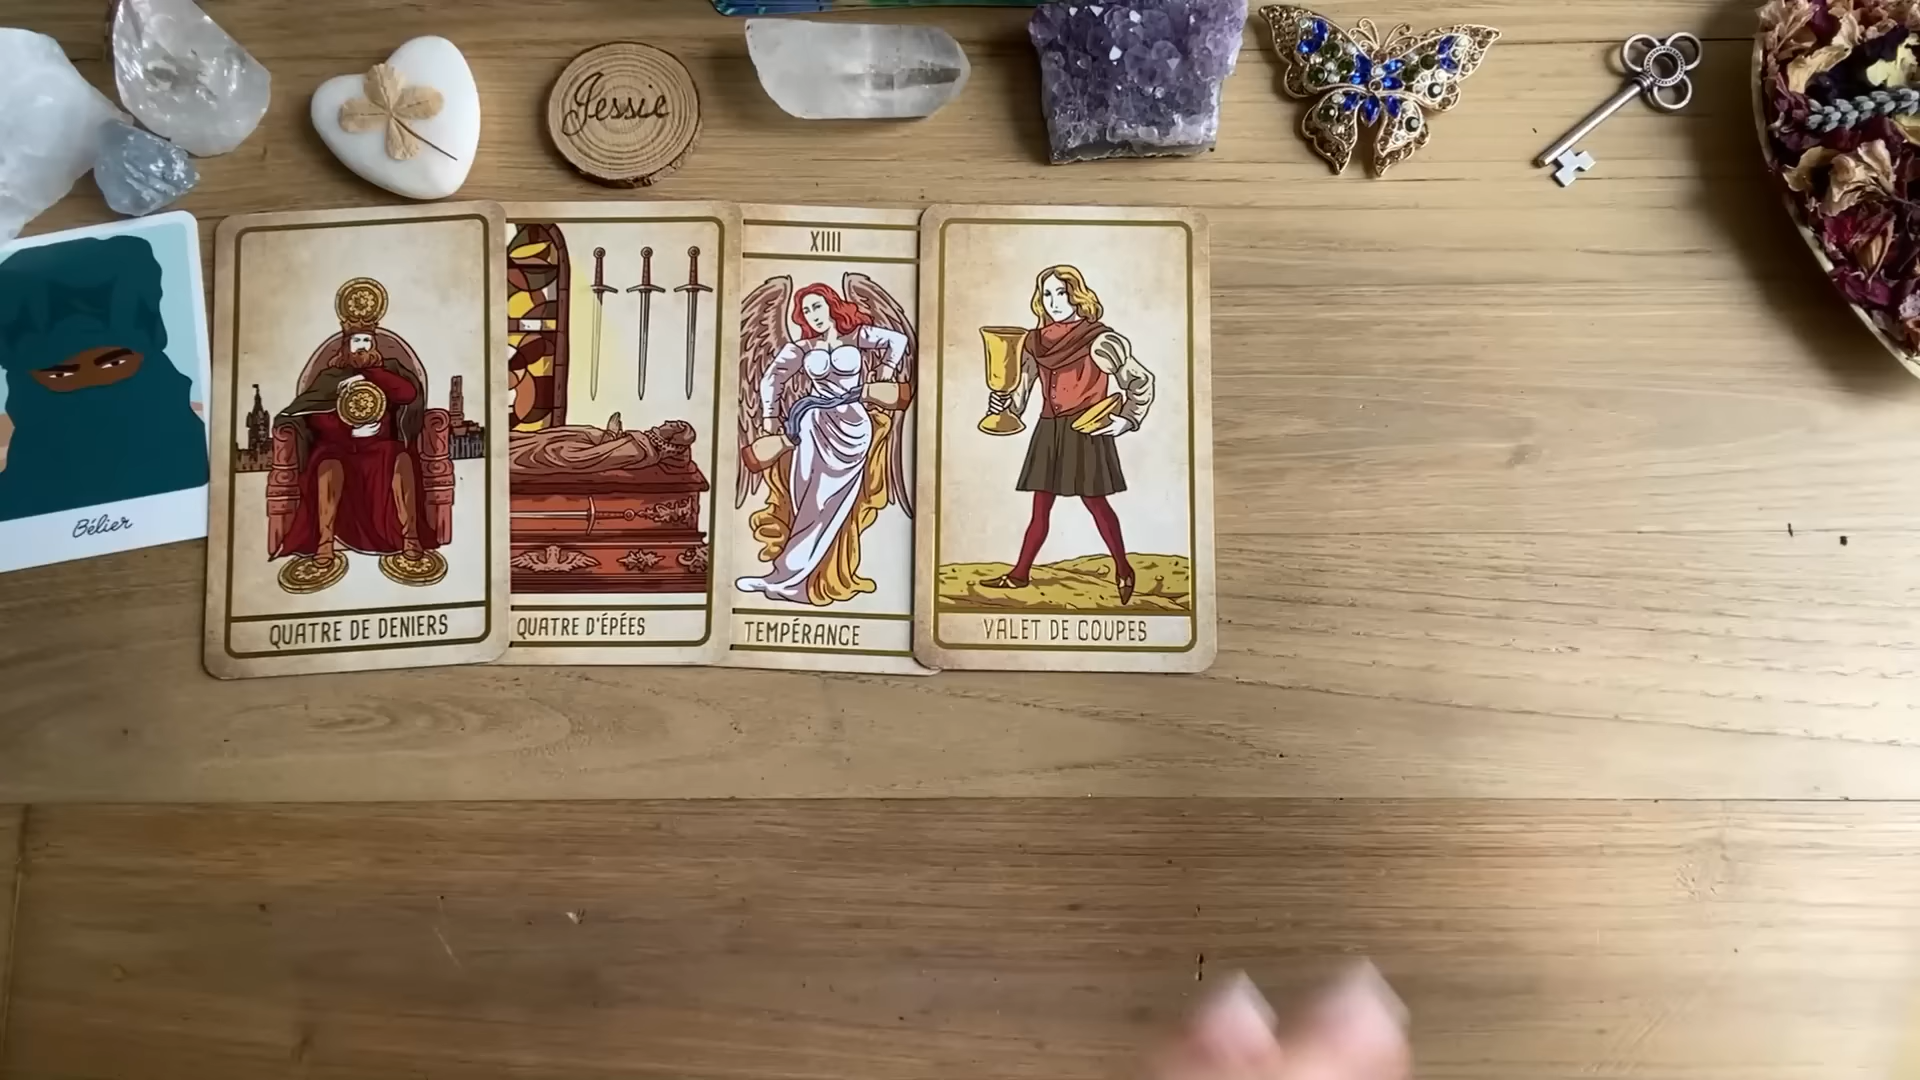 Jessie
Bélier
QUATRE DE DENIERS
QUATRE D'ÉPÉES
XIIII
TEMPÉRANCE
VALET DE COUPES